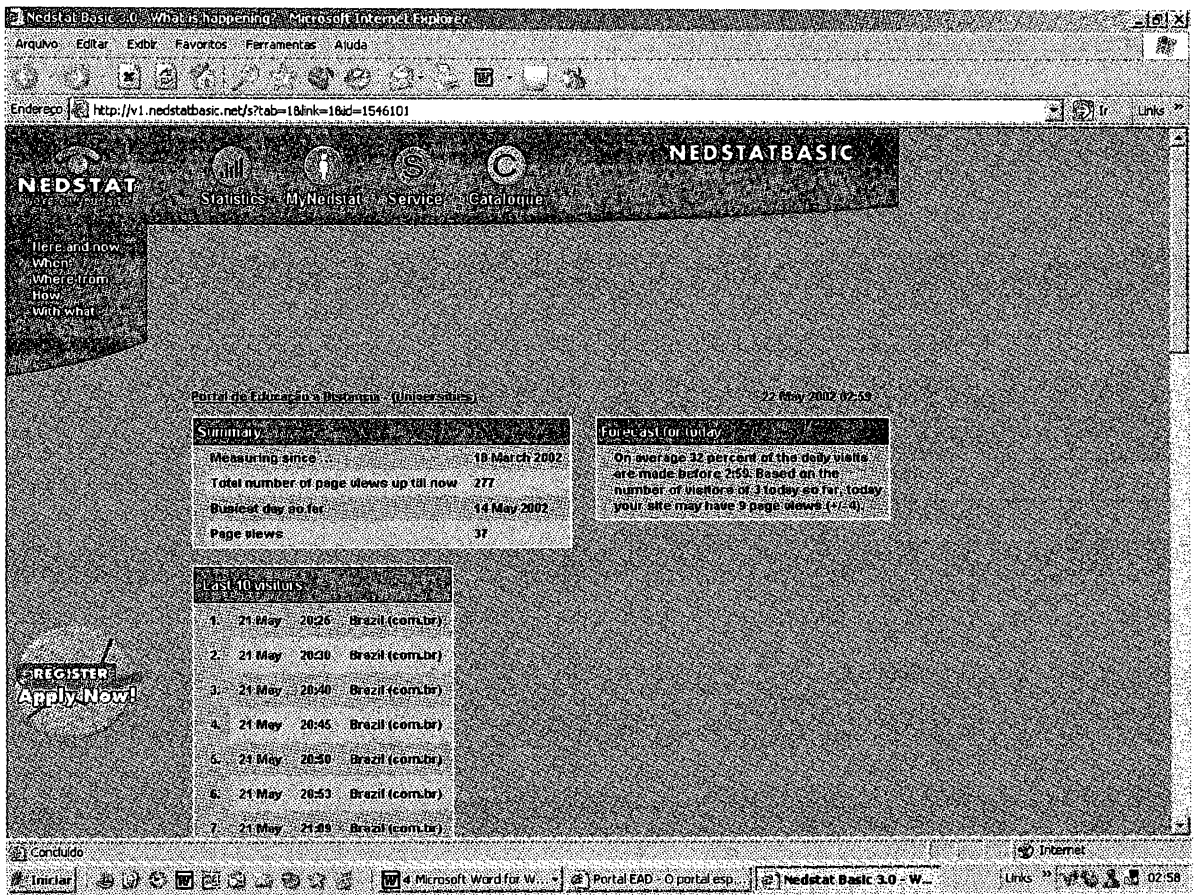 Nedstat Basic 3.0 - What is happening? - Microsoft Internet Explorer
Arquivo Editar Exibir Favoritos Ferramentas Ajuda
Endereço http://v1.nedstatbasic.net/s?tab=1&link=1&id=1546101 Ir Links »
NEDSTATBASIC
NEDSTAT
Statistics MyNedstat Service Catalogue
Here and now
When?
Where from
How
With what
Portal de Educação a Distancia - (Universities) 22 May 2002 02:59
Summary
Measuring since ... 18 March 2002
Total number of page views up till now 277
Busiest day so far 14 May 2002
Page views 37
Forecast for today
On average 32 percent of the daily visits
are made before 2:59. Based on the
number of visitors of 3 today so far, today
your site may have 9 page views (+/-4).
Last 10 visitors
1. 21 May 20:26 Brazil (com.br)
2. 21 May 20:30 Brazil (com.br)
3. 21 May 20:40 Brazil (com.br)
4. 21 May 20:45 Brazil (com.br)
5. 21 May 20:50 Brazil (com.br)
6. 21 May 20:53 Brazil (com.br)
7. 21 May 21:09 Brazil (com.br)
REGISTER
Apply Now!
Concluído Internet
Iniciar 4 Microsoft Word for W... Portal EAD - O portal esp... Nedstat Basic 3.0 - W... Links » 02:58